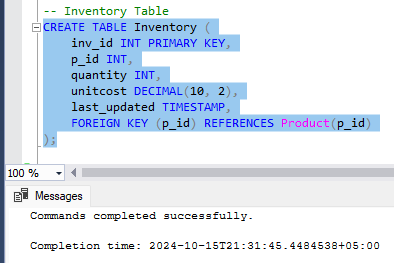 -- Inventory Table
CREATE TABLE Inventory (
    inv_id INT PRIMARY KEY,
    p_id INT,
    quantity INT,
    unitcost DECIMAL(10, 2),
    last_updated TIMESTAMP,
    FOREIGN KEY (p_id) REFERENCES Product(p_id)
);
100 %
Messages
Commands completed successfully.
Completion time: 2024-10-15T21:31:45.4484538+05:00